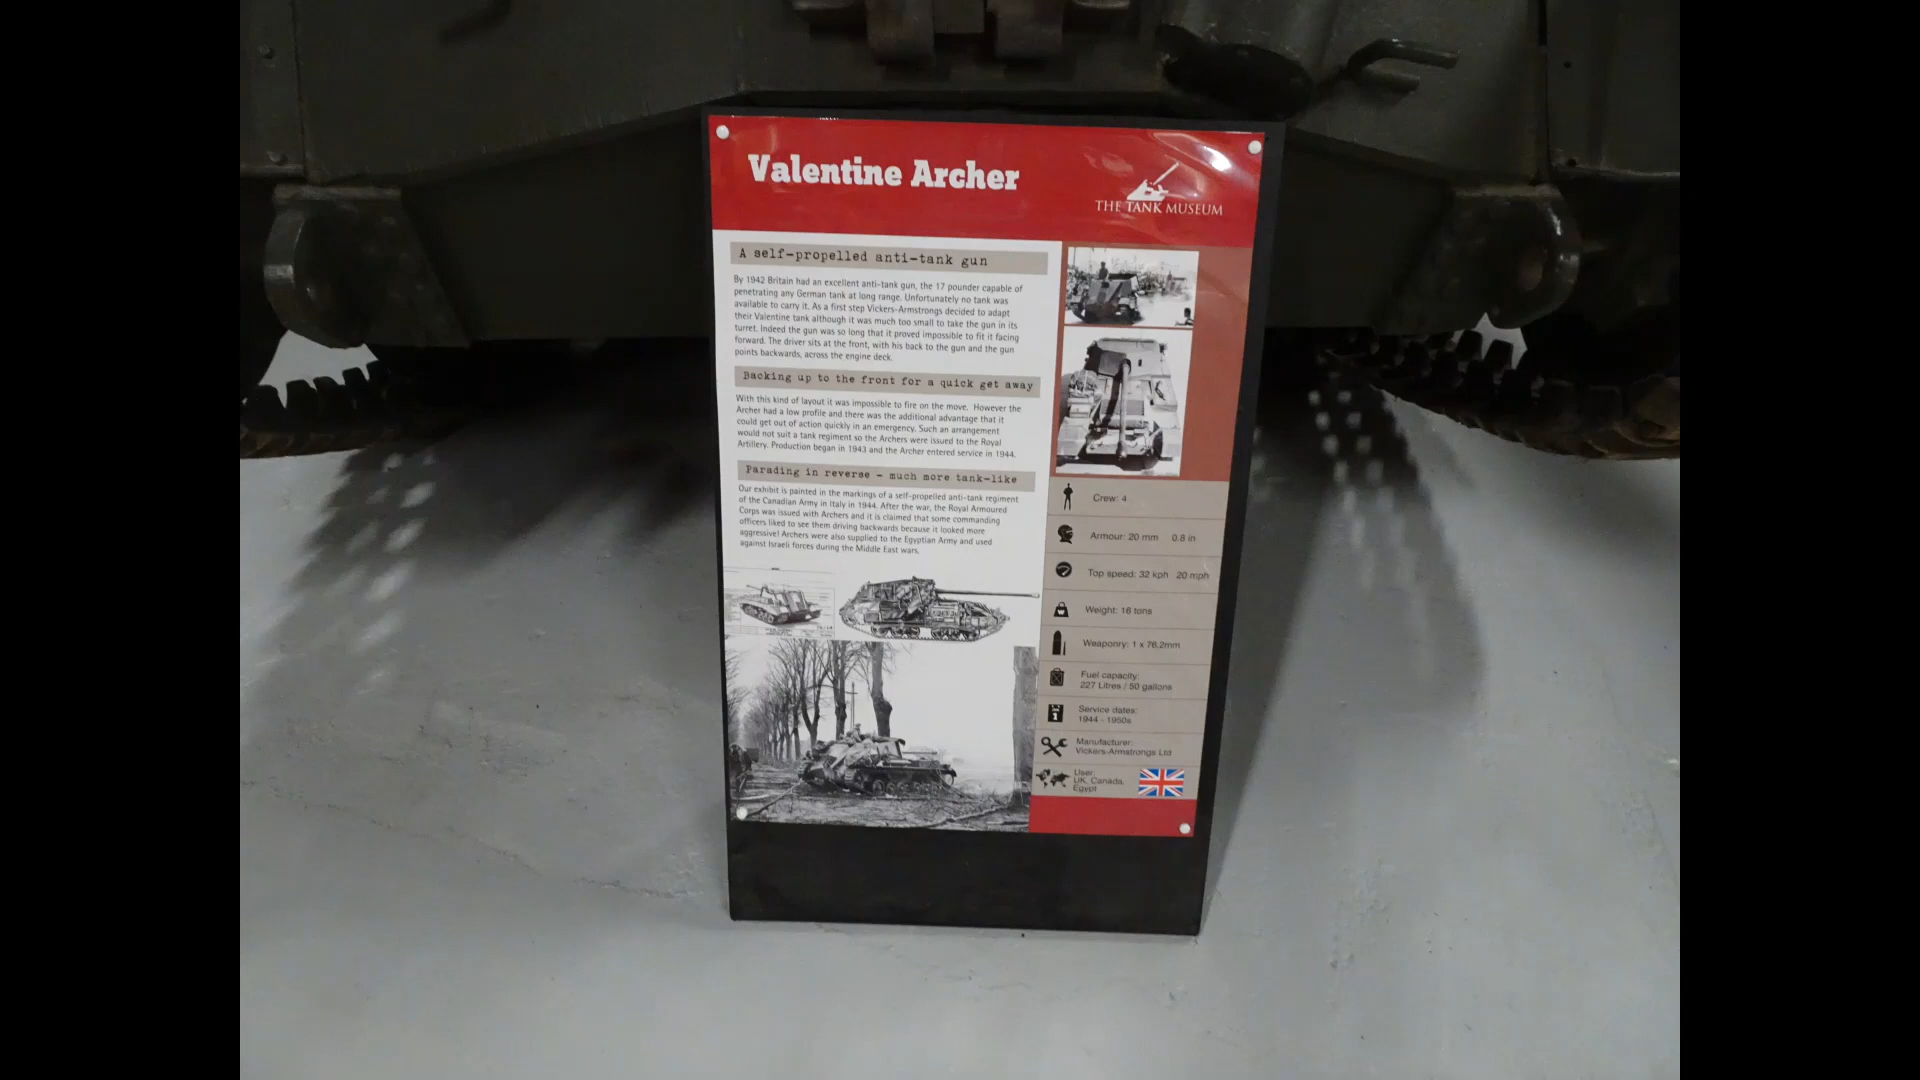 Valentine Archer
THE TANK MUSEUM
A self-propelled anti-tank gun
By 1942 Britain had an excellent anti-tank gun, the 17 pounder capable of
penetrating any German tank at long range. Unfortunately no tank was
available to carry it. As a first step Vickers-Armstrongs decided to adapt
their Valentine tank although it was much too small to take the gun in its
turret. Indeed the gun was so long that it proved impossible to fit it facing
forward. The driver sits at the front, with his back to the gun and the gun
points backwards, across the engine deck.
Backing up to the front for a quick get away
With this kind of layout it was impossible to fire on the move. However the
Archer had a low profile and there was the additional advantage that it
could get out of action quickly in an emergency. Such an arrangement
would not suit a tank regiment so the Archers were issued to the Royal
Artillery. Production began in 1943 and the Archer entered service in 1944.
Parading in reverse - much more tank-like
Our exhibit is painted in the markings of a self-propelled anti-tank regiment
of the Canadian Army in Italy in 1944. After the war, the Royal Armoured
Corps was issued with Archers and it is claimed that some commanding
officers liked to see them driving backwards because it looked more
aggressive! Archers were also supplied to the Egyptian Army and used
against Israeli forces during the Middle East wars.
Crew: 4
Armour: 20 mm 0.8 in
Top speed: 32 kph 20 mph
Weight: 16 tons
Weaponry: 1 x 76.2mm
Fuel capacity:
227 Litres / 50 gallons
Service dates:
1944 - 1950s
Manufacturer:
Vickers-Armstrongs Ltd
User:
UK, Canada,
Egypt